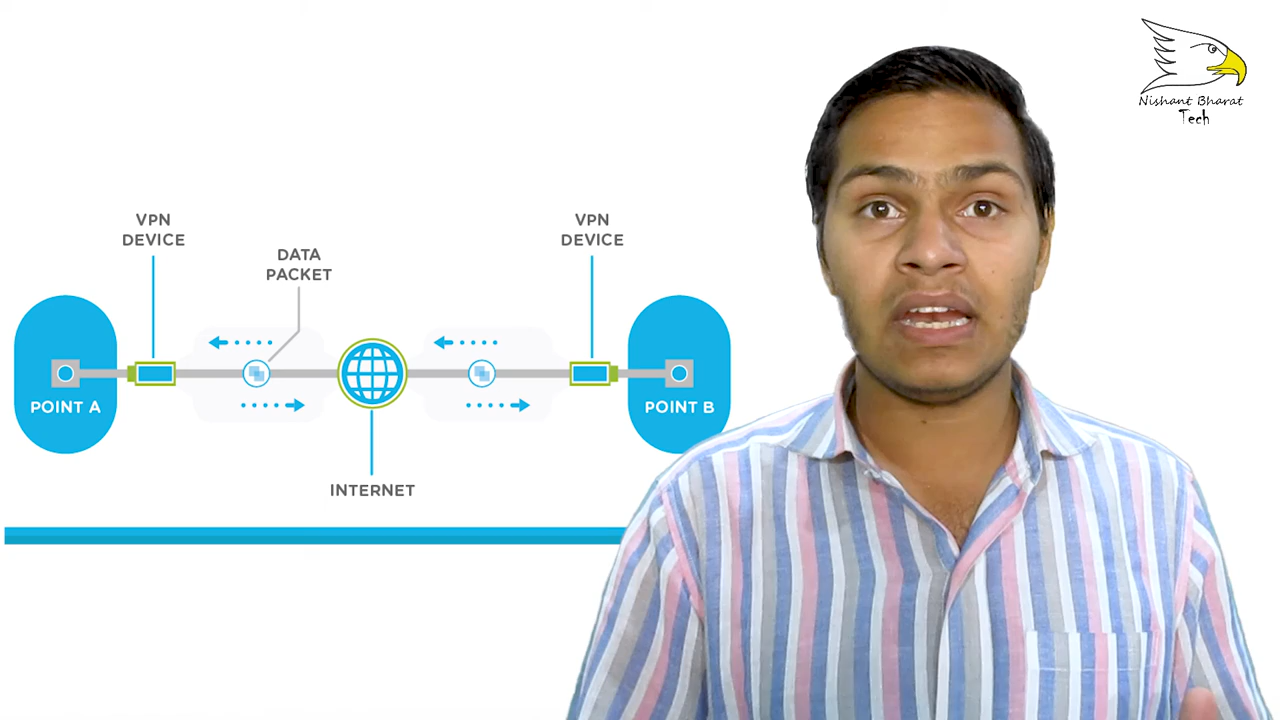 Nishant Bharat
Tech
VPN
DEVICE
VPN
DEVICE
DATA
PACKET
POINT A
POINT B
INTERNET